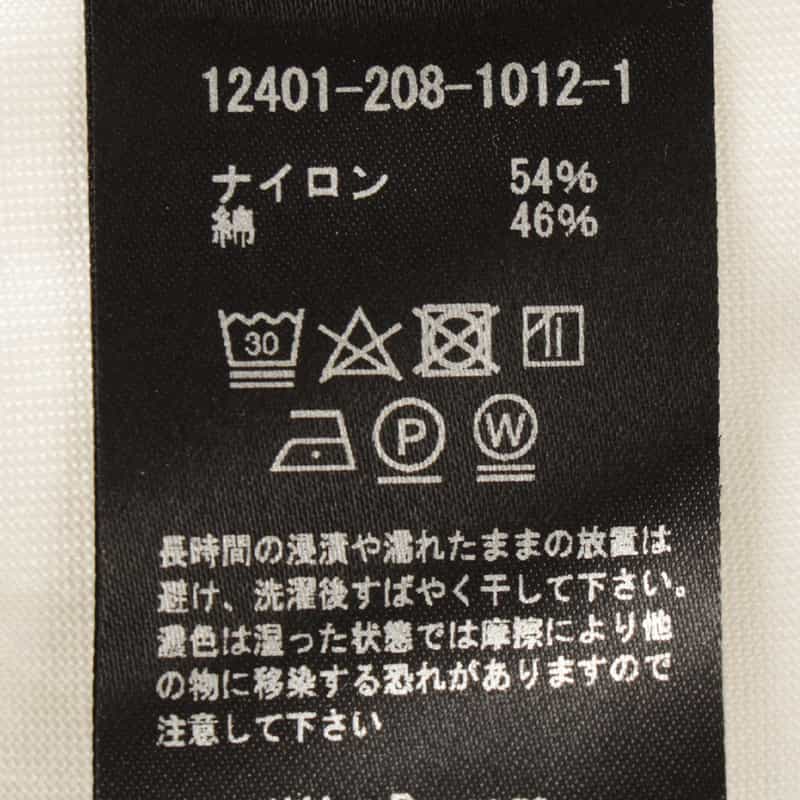 12401-208-1012-1
ナイロン 54%
綿 46%
30
P W
長時間の浸漬や濡れたままの放置は
避け、洗濯後すばやく干して下さい。
濃色は湿った状態では摩擦により他
の物に移染する恐れがありますので
注意して下さい